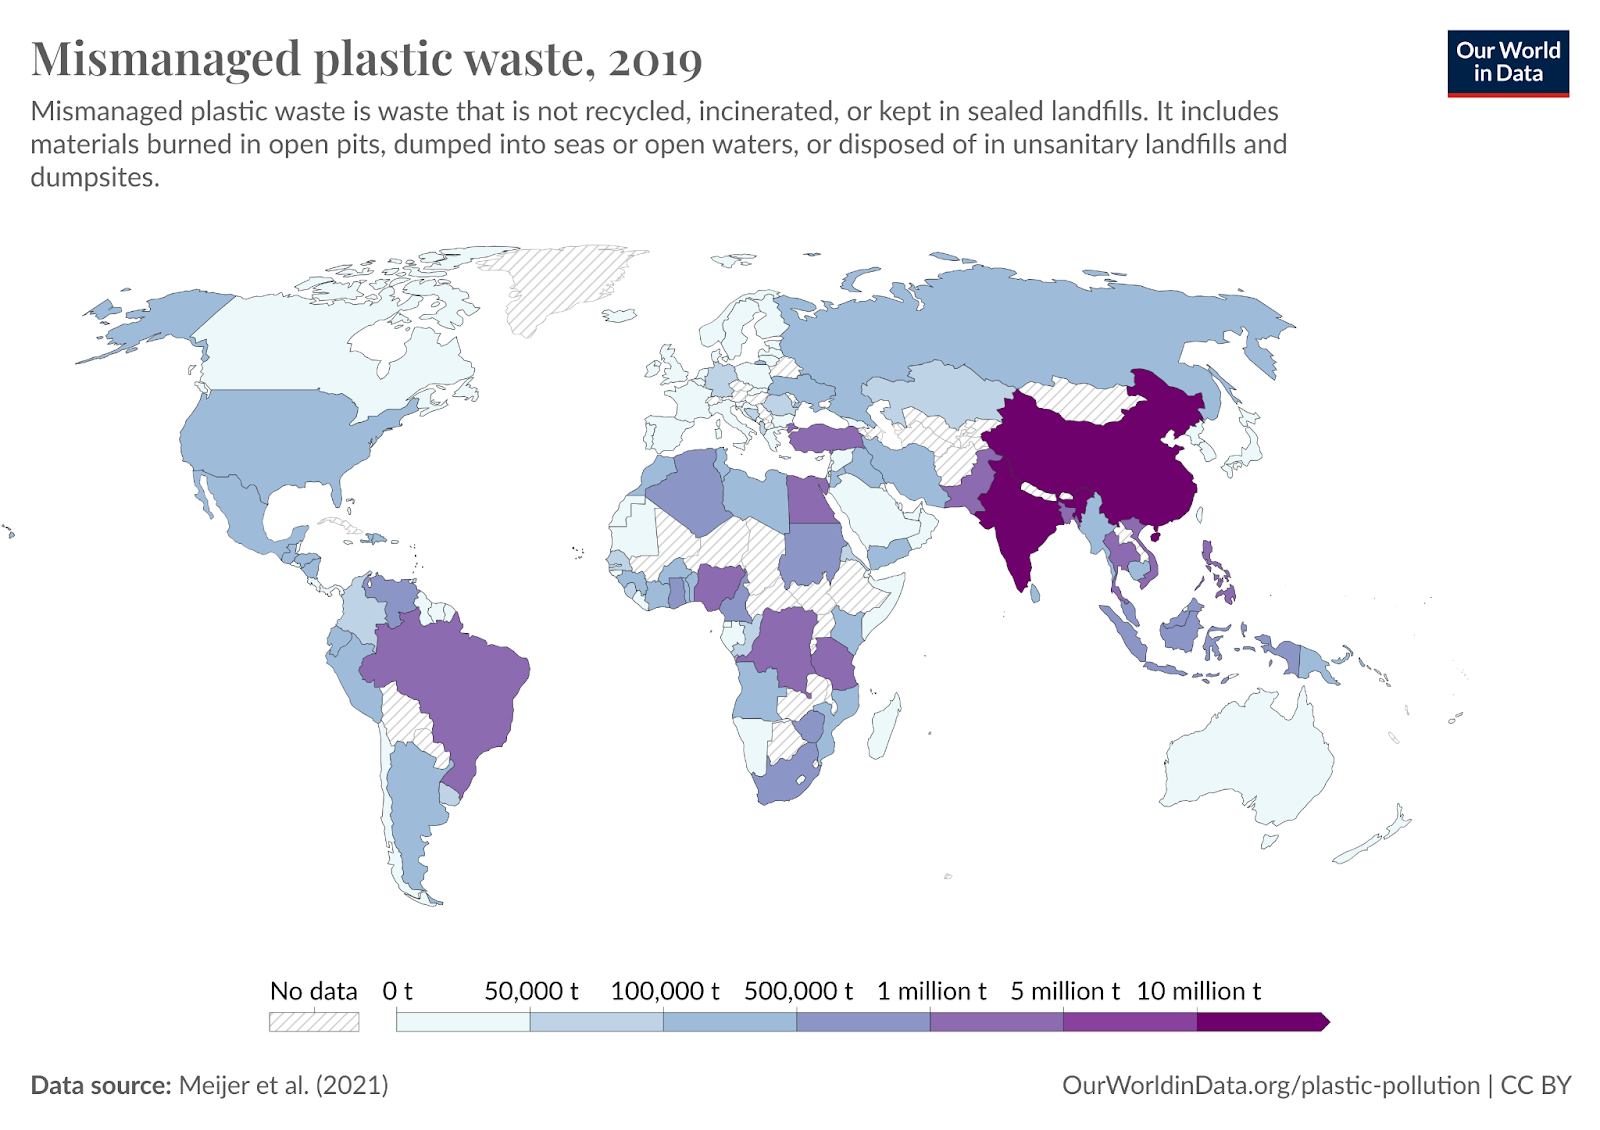 Mismanaged plastic waste, 2019
Our World
in Data
Mismanaged plastic waste is waste that is not recycled, incinerated, or kept in sealed landfills. It includes
materials burned in open pits, dumped into seas or open waters, or disposed of in unsanitary landfills and
dumpsites.
No data 0 t 50,000 t 100,000 t 500,000 t 1 million t 5 million t 10 million t
Data source: Meijer et al. (2021)
OurWorldinData.org/plastic-pollution | CC BY